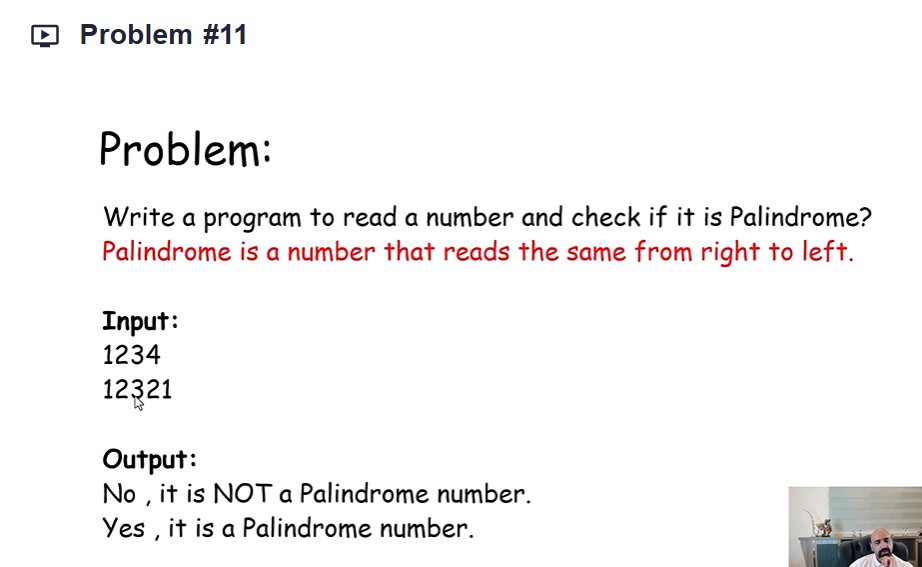 Problem #11
Problem:
Write a program to read a number and check if it is Palindrome?
Palindrome is a number that reads the same from right to left.
Input:
1234
12321
Output:
No , it is NOT a Palindrome number.
Yes , it is a Palindrome number.